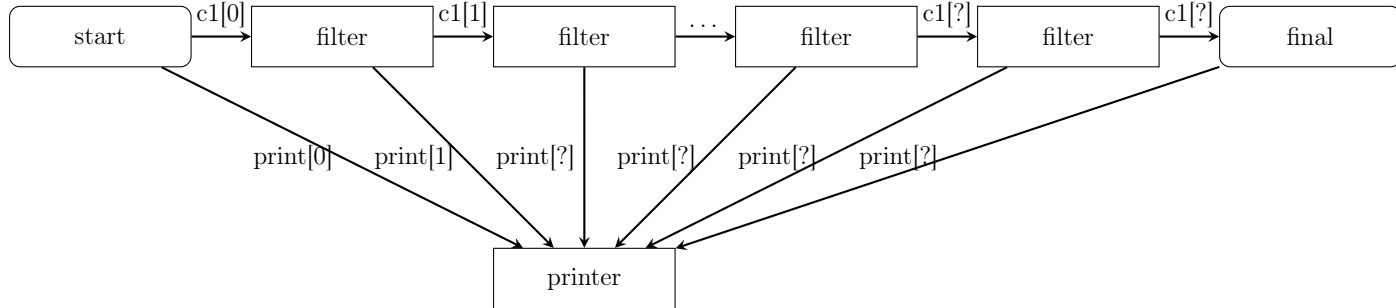 c1[0] c1[1] ... c1[?] c1[?]
start filter filter filter filter final
print[0] print[1] print[?] print[?] print[?] print[?]
printer